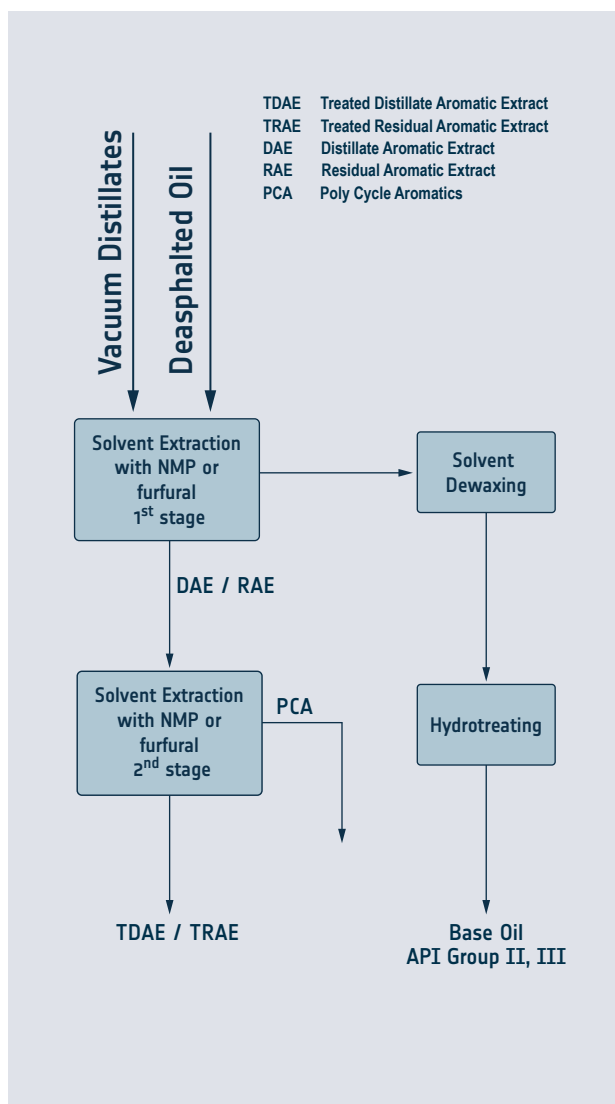 TDAE Treated Distillate Aromatic Extract
TRAE Treated Residual Aromatic Extract
DAE Distillate Aromatic Extract
RAE Residual Aromatic Extract
PCA Poly Cycle Aromatics
Vacuum Distillates
Deasphalted Oil
Solvent Extraction
with NMP or
furfural
1st stage
Solvent
Dewaxing
DAE / RAE
Solvent Extraction
with NMP or
furfural
2nd stage
PCA
Hydrotreating
TDAE / TRAE
Base Oil
API Group II, III